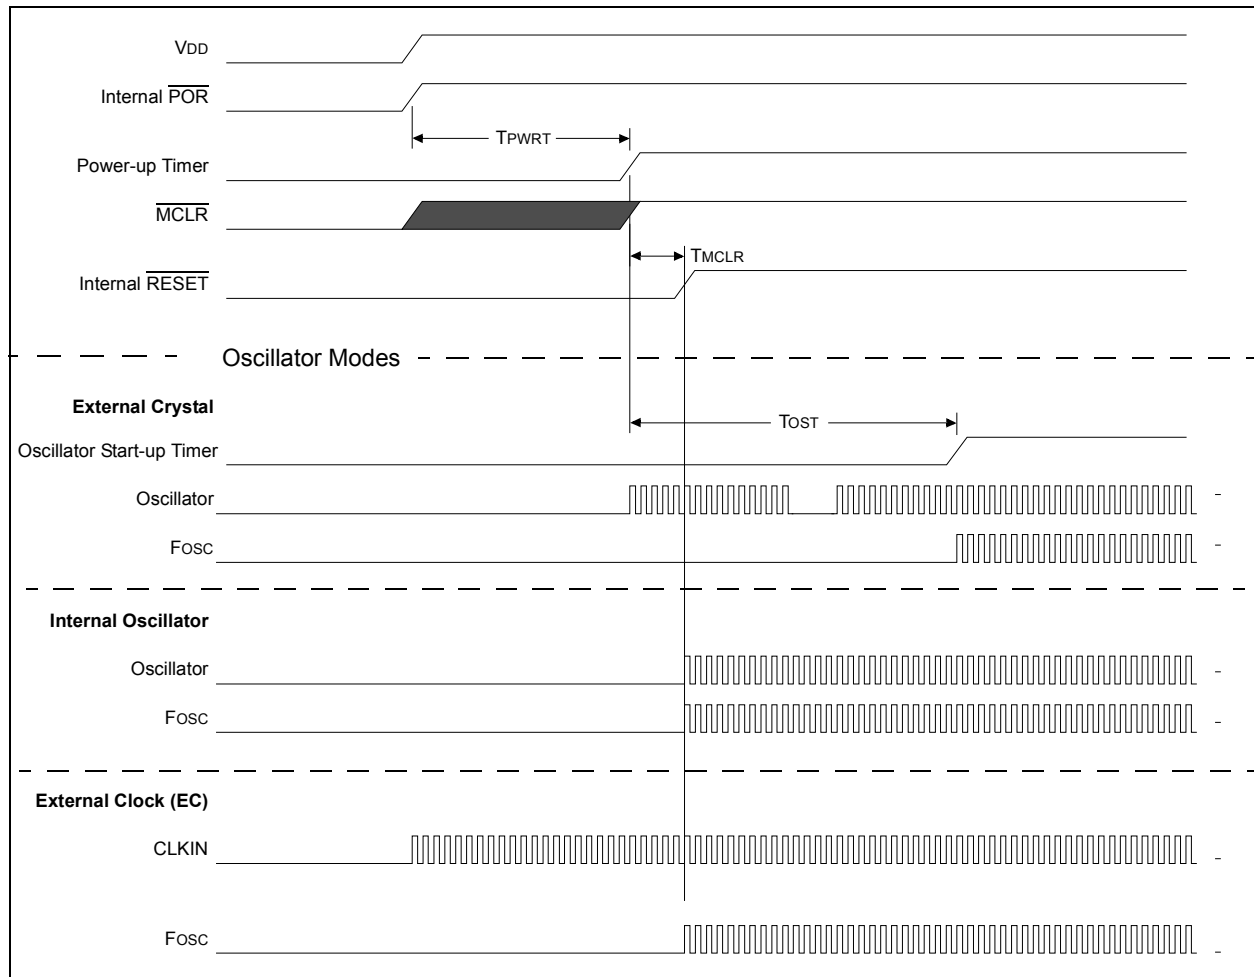 VDD
Internal POR
TPWRT
Power-up Timer
MCLR
TMCLR
Internal RESET
Oscillator Modes
External Crystal
TOST
Oscillator Start-up Timer
Oscillator
FOSC
Internal Oscillator
Oscillator
FOSC
External Clock (EC)
CLKIN
FOSC